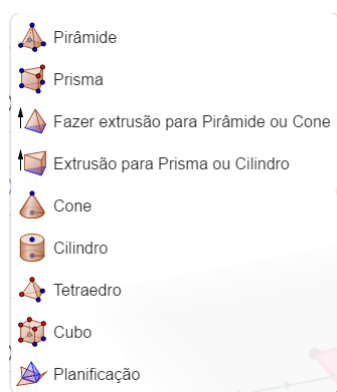 Pirâmide
Prisma
Fazer extrusão para Pirâmide ou Cone
Extrusão para Prisma ou Cilindro
Cone
Cilindro
Tetraedro
Cubo
Planificação